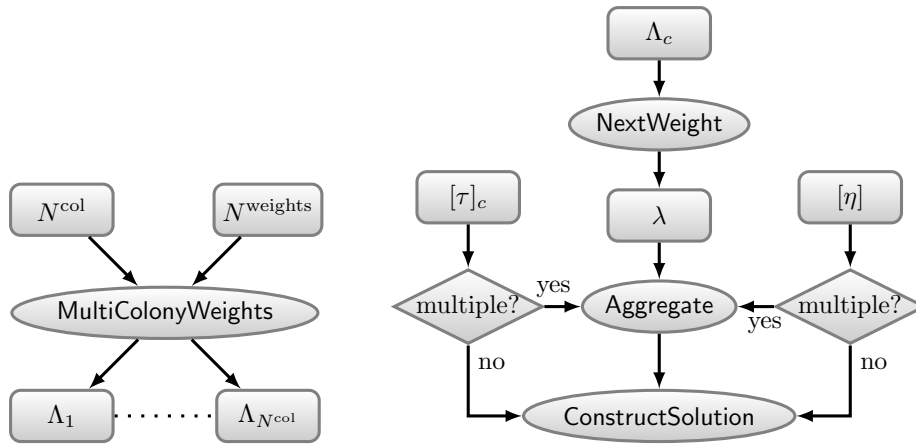 N^col
N^weights
MultiColonyWeights
Λ_1
Λ_{N^col}
Λ_c
NextWeight
[τ]_c
λ
[η]
multiple?
yes
Aggregate
yes
multiple?
no
no
ConstructSolution